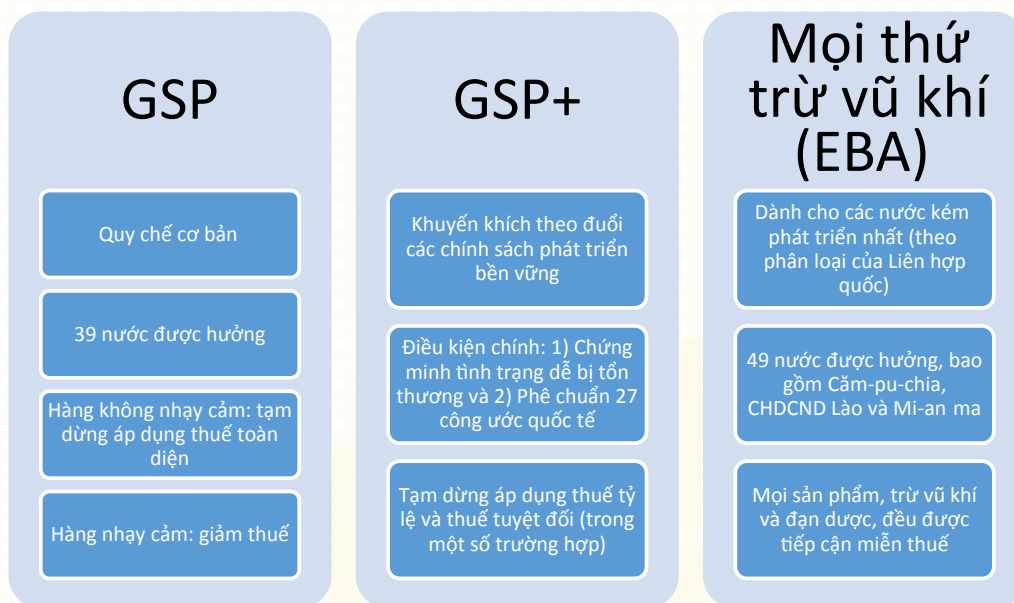 GSP
Quy chế cơ bản
39 nước được hưởng
Hàng không nhạy cảm: tạm
dừng áp dụng thuế toàn
diện
Hàng nhạy cảm: giảm thuế
GSP+
Khuyến khích theo đuổi
các chính sách phát triển
bền vững
Điều kiện chính: 1) Chứng
minh tình trạng dễ bị tổn
thương và 2) Phê chuẩn 27
công ước quốc tế
Tạm dừng áp dụng thuế tỷ
lệ và thuế tuyệt đối (trong
một số trường hợp)
Mọi thứ
trừ vũ khí
(EBA)
Dành cho các nước kém
phát triển nhất (theo
phân loại của Liên hợp
quốc)
49 nước được hưởng, bao
gồm Căm-pu-chia,
CHDCND Lào và Mi-an ma
Mọi sản phẩm, trừ vũ khí
và đạn dược, đều được
tiếp cận miễn thuế